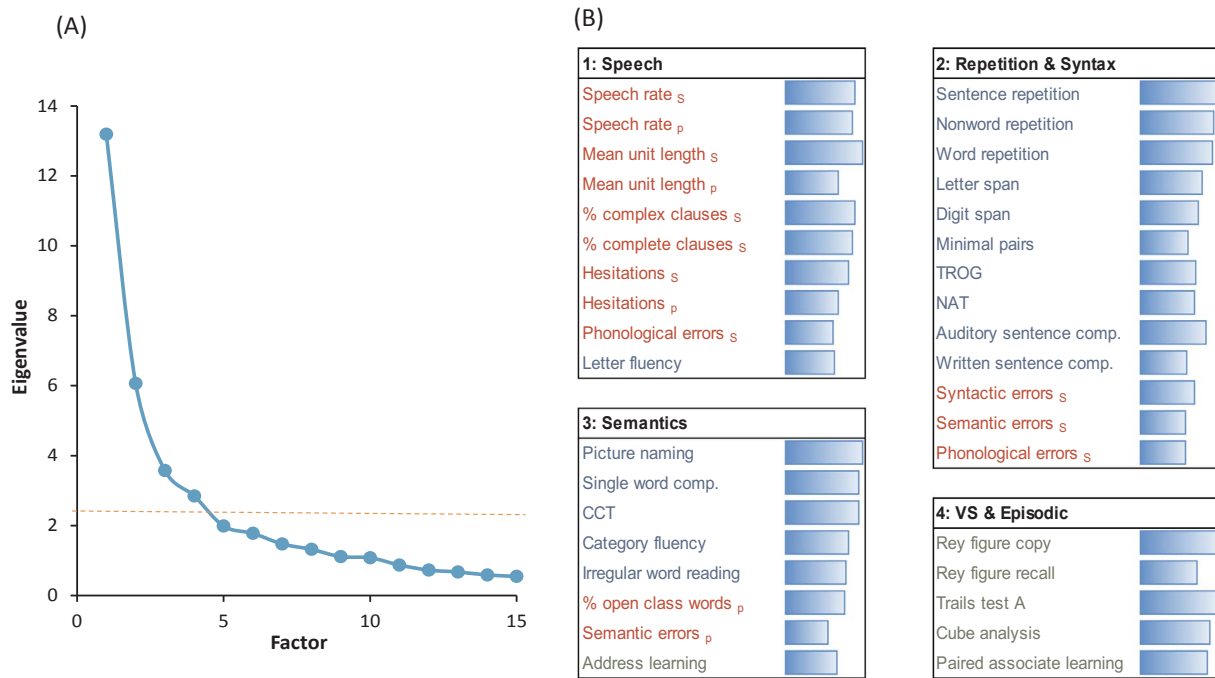 (A)
14
12
10
8
6
4
2
0
Eigenvalue
0
5
10
15
Factor
(B)
1: Speech
Speech rate S
Speech rate p
Mean unit length S
Mean unit length p
% complex clauses S
% complete clauses S
Hesitations S
Hesitations p
Phonological errors S
Letter fluency
2: Repetition & Syntax
Sentence repetition
Nonword repetition
Word repetition
Letter span
Digit span
Minimal pairs
TROG
NAT
Auditory sentence comp.
Written sentence comp.
Syntactic errors S
Semantic errors S
Phonological errors S
3: Semantics
Picture naming
Single word comp.
CCT
Category fluency
Irregular word reading
% open class words p
Semantic errors p
Address learning
4: VS & Episodic
Rey figure copy
Rey figure recall
Trails test A
Cube analysis
Paired associate learning